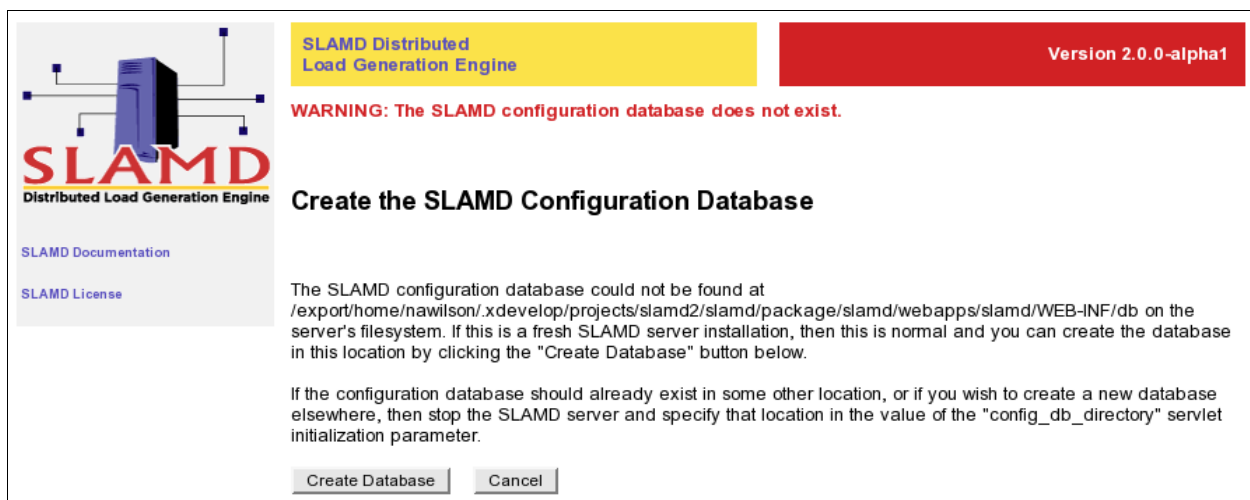 SLAMD Distributed
Load Generation Engine
Version 2.0.0-alpha1
WARNING: The SLAMD configuration database does not exist.
SLAMD
Distributed Load Generation Engine
SLAMD Documentation
SLAMD License
Create the SLAMD Configuration Database
The SLAMD configuration database could not be found at
/export/home/nawilson/.xdevelop/projects/slamd2/slamd/package/slamd/webapps/slamd/WEB-INF/db on the
server's filesystem. If this is a fresh SLAMD server installation, then this is normal and you can create the database
in this location by clicking the "Create Database" button below.
If the configuration database should already exist in some other location, or if you wish to create a new database
elsewhere, then stop the SLAMD server and specify that location in the value of the "config_db_directory" servlet
initialization parameter.
Create Database
Cancel